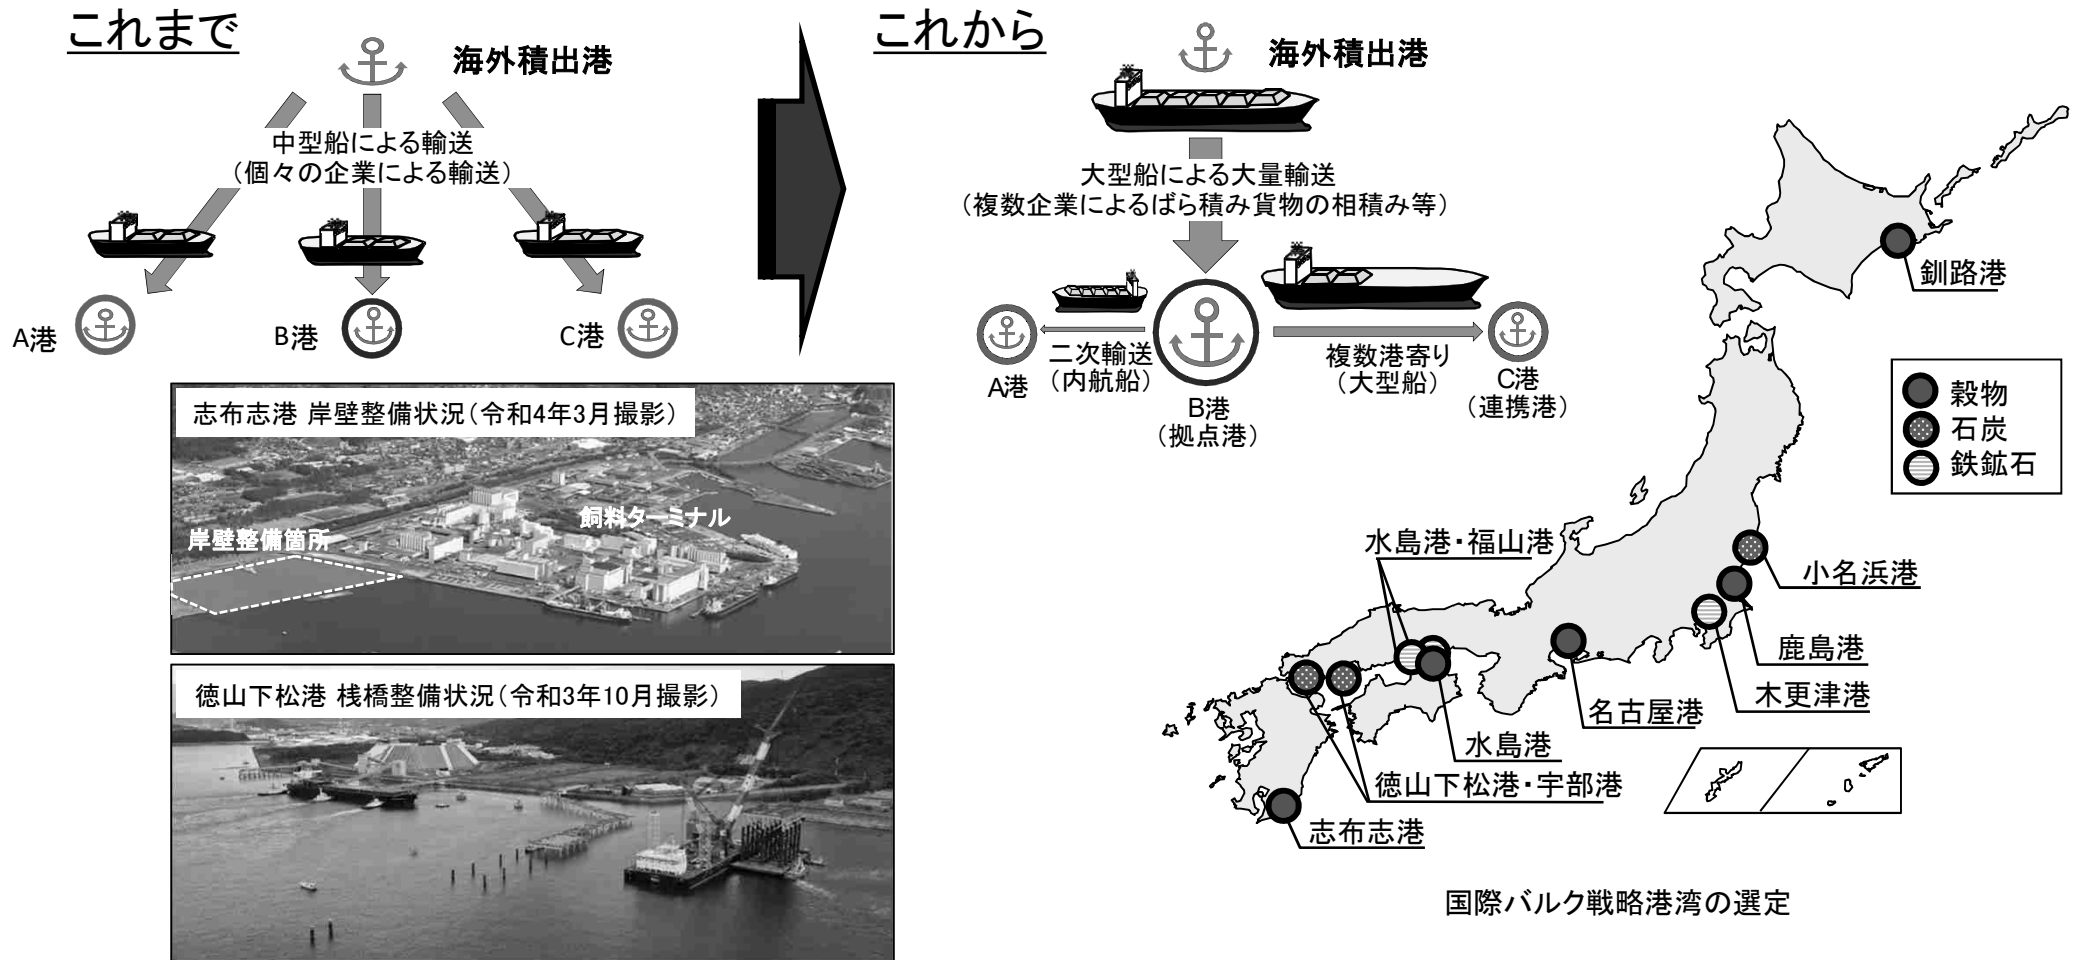 これまで
海外積出港
中型船による輸送
（個々の企業による輸送）
A港
B港
C港
これから
海外積出港
大型船による大量輸送
（複数企業によるばら積み貨物の相積み等）
二次輸送
（内航船）
複数港寄り
（大型船）
A港
B港
（拠点港）
C港
（連携港）
志布志港 岸壁整備状況（令和4年3月撮影）
飼料ターミナル
岸壁整備箇所
徳山下松港 桟橋整備状況（令和3年10月撮影）
穀物
石炭
鉄鉱石
釧路港
水島港・福山港
小名浜港
鹿島港
木更津港
名古屋港
水島港
徳山下松港・宇部港
志布志港
国際バルク戦略港湾の選定